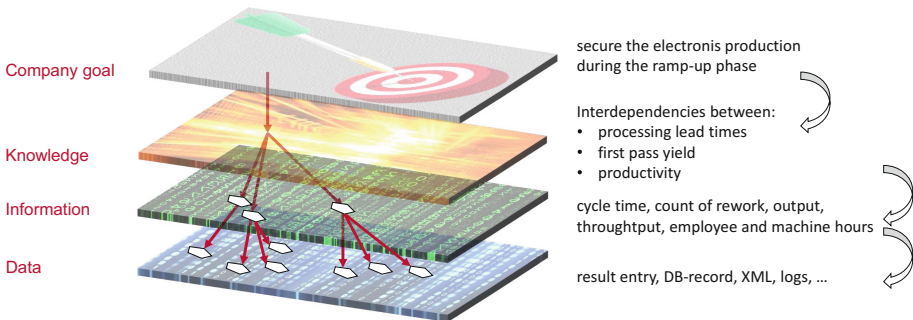 Company goal
secure the electronis production
during the ramp-up phase
Knowledge
Interdependencies between:
• processing lead times
• first pass yield
• productivity
Information
cycle time, count of rework, output,
throughtput, employee and machine hours
Data
result entry, DB-record, XML, logs, ...